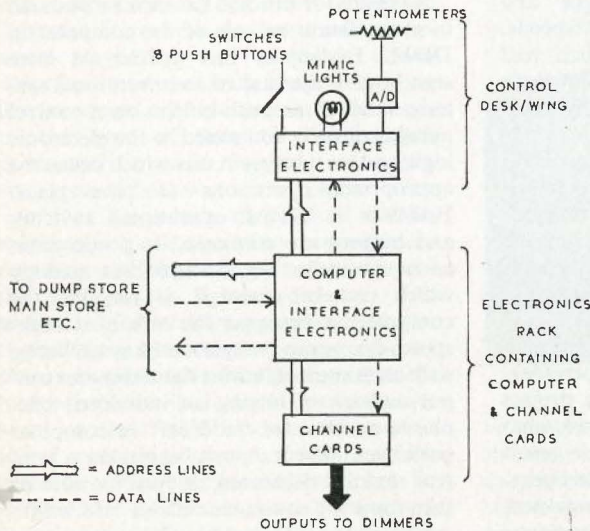 POTENTIOMETERS
SWITCHES
& PUSH BUTTONS
MIMIC
LIGHTS
A/D
CONTROL
DESK/WING
INTERFACE
ELECTRONICS
TO DUMP STORE
MAIN STORE
ETC.
COMPUTER
&
INTERFACE
ELECTRONICS
ELECTRONICS
RACK
CONTAINING
COMPUTER
& CHANNEL
CARDS
CHANNEL
CARDS
= ADDRESS LINES
= DATA LINES
OUTPUTS TO DIMMERS